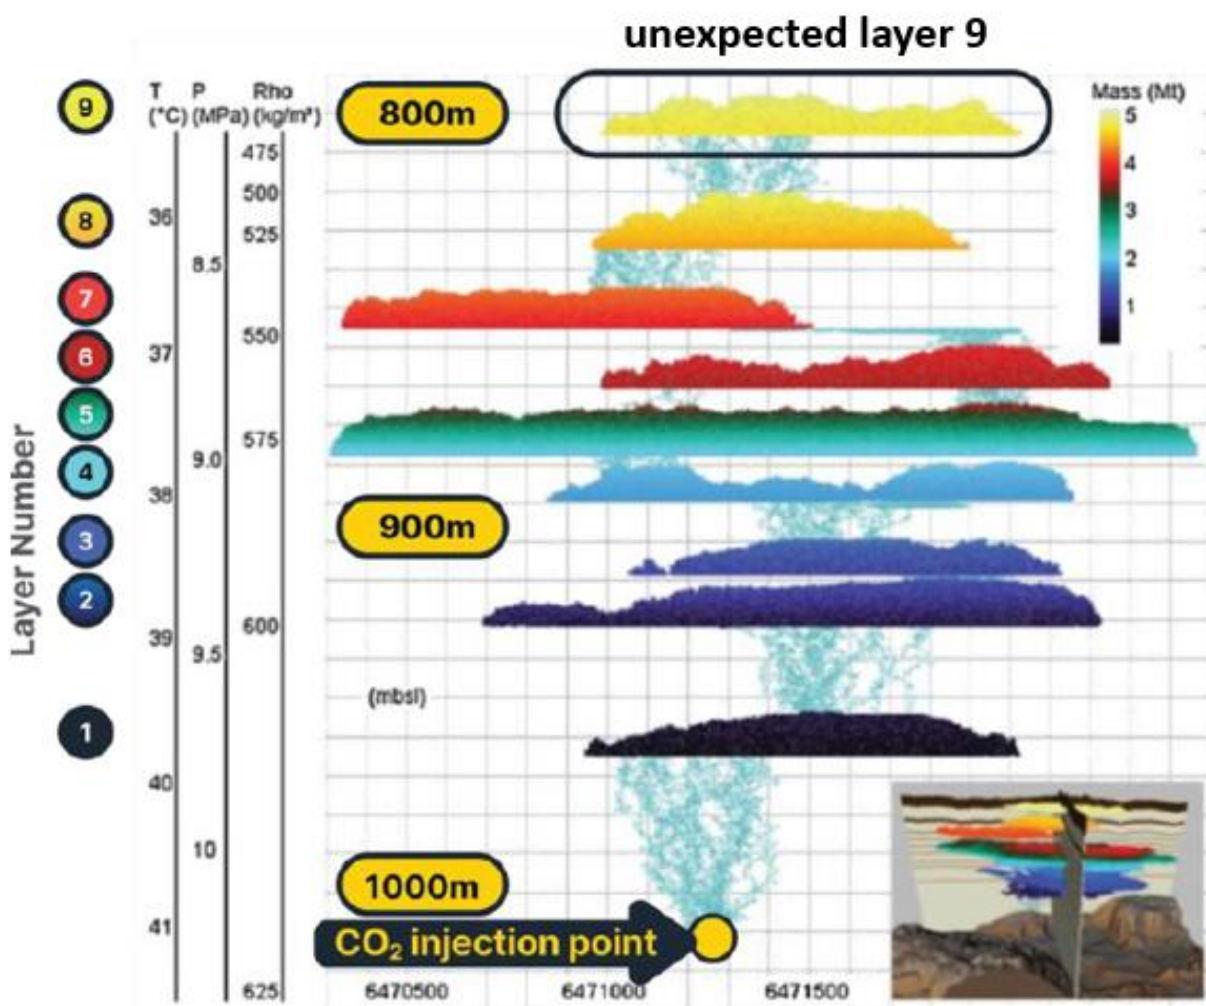 unexpected layer 9
T P Rho
(°C) (MPa) (kg/m³)
Mass (Mt)
9
800m
5
475
4
500
8
36
525
3
8.5
2
7
1
550
37
6
5
575
9.0
4
38
900m
3
2
600
39
9.5
(mbsl)
1
40
10
1000m
41
CO₂ injection point
625
6470500 6471000 6471500
Layer Number